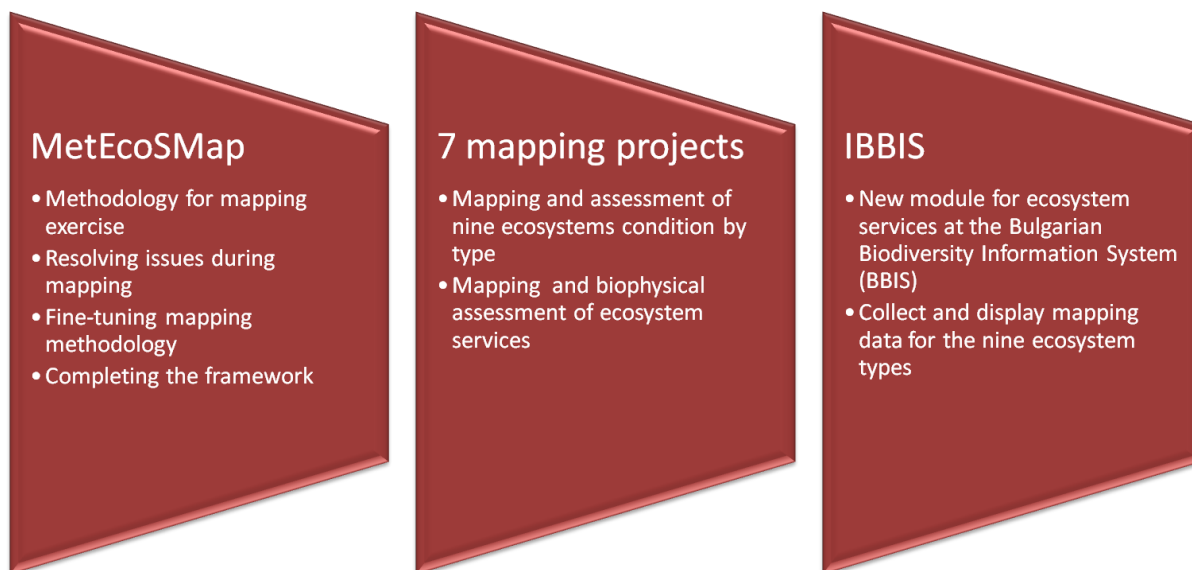 MetEcoSMap
• Methodology for mapping
exercise
• Resolving issues during
mapping
• Fine-tuning mapping
methodology
• Completing the framework
7 mapping projects
• Mapping and assessment of
nine ecosystems condition by
type
• Mapping and biophysical
assessment of ecosystem
services
IBBIS
• New module for ecosystem
services at the Bulgarian
Biodiversity Information System
(BBIS)
• Collect and display mapping
data for the nine ecosystem
types